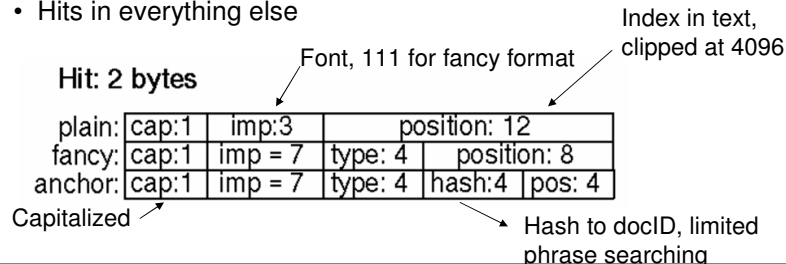 • Hits in everything else
Index in text,
clipped at 4096
Font, 111 for fancy format
Hit: 2 bytes
plain: cap:1 imp:3 position: 12
fancy: cap:1 imp = 7 type: 4 position: 8
anchor: cap:1 imp = 7 type: 4 hash:4 pos: 4
Capitalized
Hash to docID, limited
phrase searching